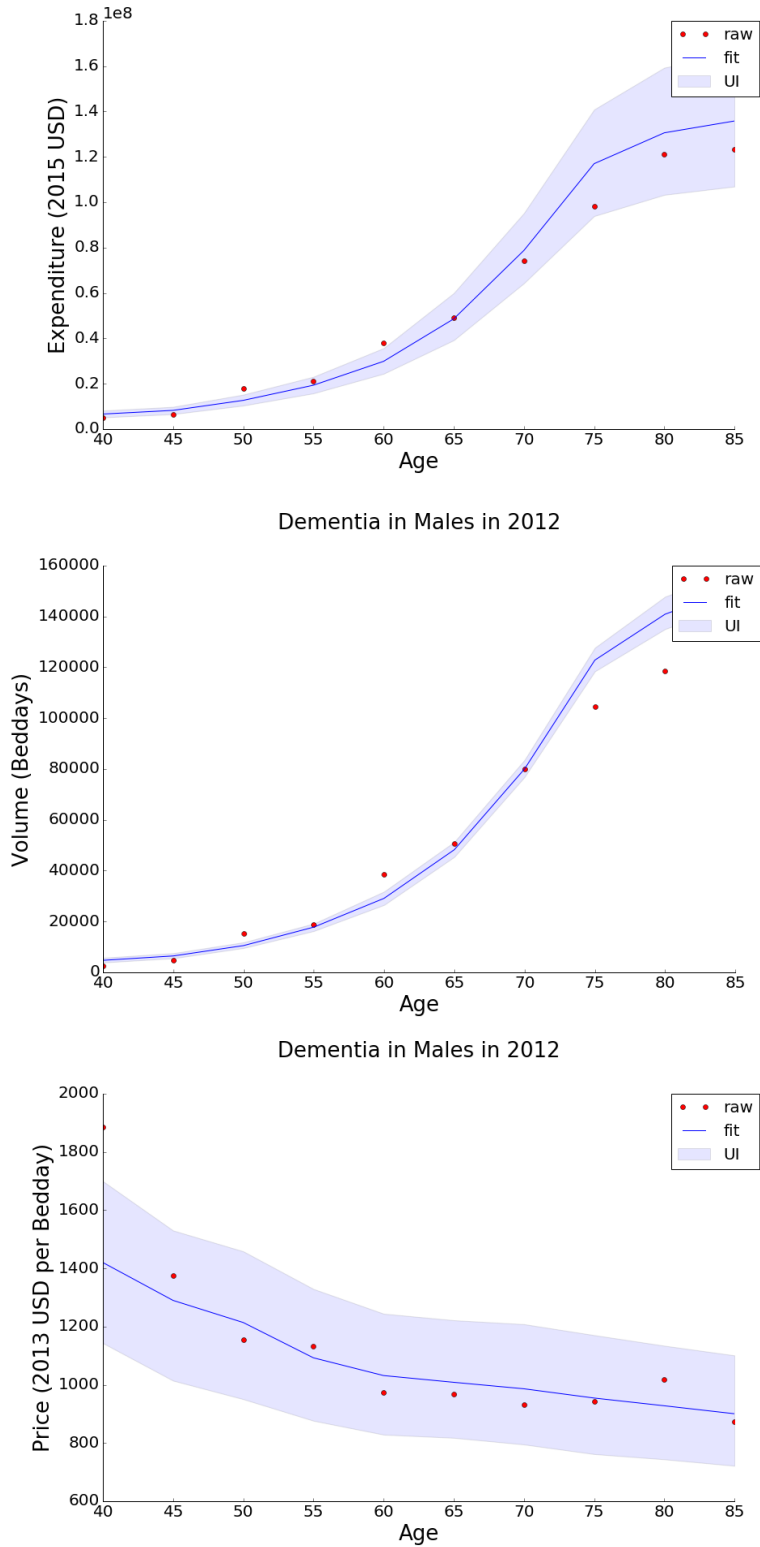 1e8
1.8
1.6
1.4
1.2
1.0
0.8
0.6
0.4
0.2
0.0
Expenditure (2015 USD)
raw
fit
UI
40 45 50 55 60 65 70 75 80 85
Age
Dementia in Males in 2012
160000
140000
120000
100000
80000
60000
40000
20000
0
Volume (Beddays)
raw
fit
UI
40 45 50 55 60 65 70 75 80 85
Age
Dementia in Males in 2012
2000
1800
1600
1400
1200
1000
800
600
Price (2013 USD per Bedday)
raw
fit
UI
40 45 50 55 60 65 70 75 80 85
Age